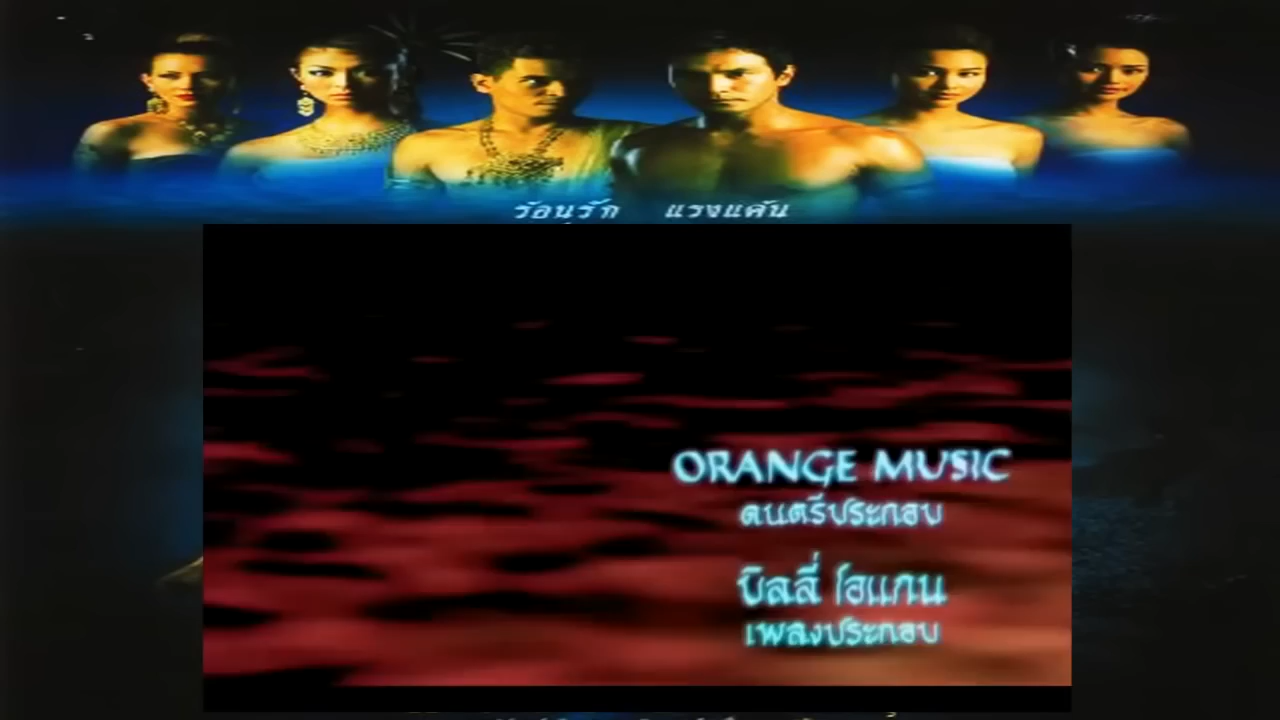 ร้อนรัก แรงแค้น
ORANGE MUSIC
ดนตรีประกอบ
บิลลี่ โอแกน
เพลงประกอบ